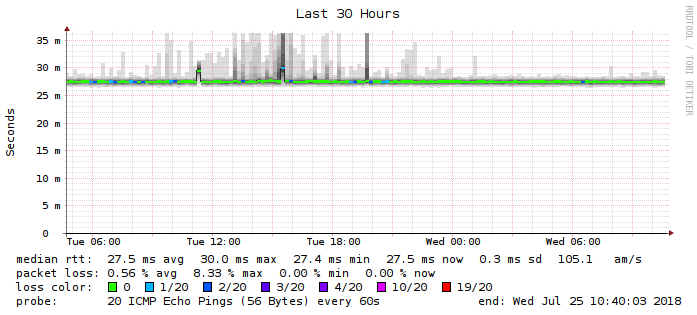 Last 30 Hours
RRDTOOL / TOBI OETIKER
Seconds
35 m
30 m
25 m
20 m
15 m
10 m
5 m
0
Tue 06:00 Tue 12:00 Tue 18:00 Wed 00:00 Wed 06:00
median rtt: 27.5 ms avg 30.0 ms max 27.4 ms min 27.5 ms now 0.3 ms sd 105.1 am/s
packet loss: 0.56 % avg 8.33 % max 0.00 % min 0.00 % now
loss color: 0 1/20 2/20 3/20 4/20 10/20 19/20
probe: 20 ICMP Echo Pings (56 Bytes) every 60s end: Wed Jul 25 10:40:03 2018